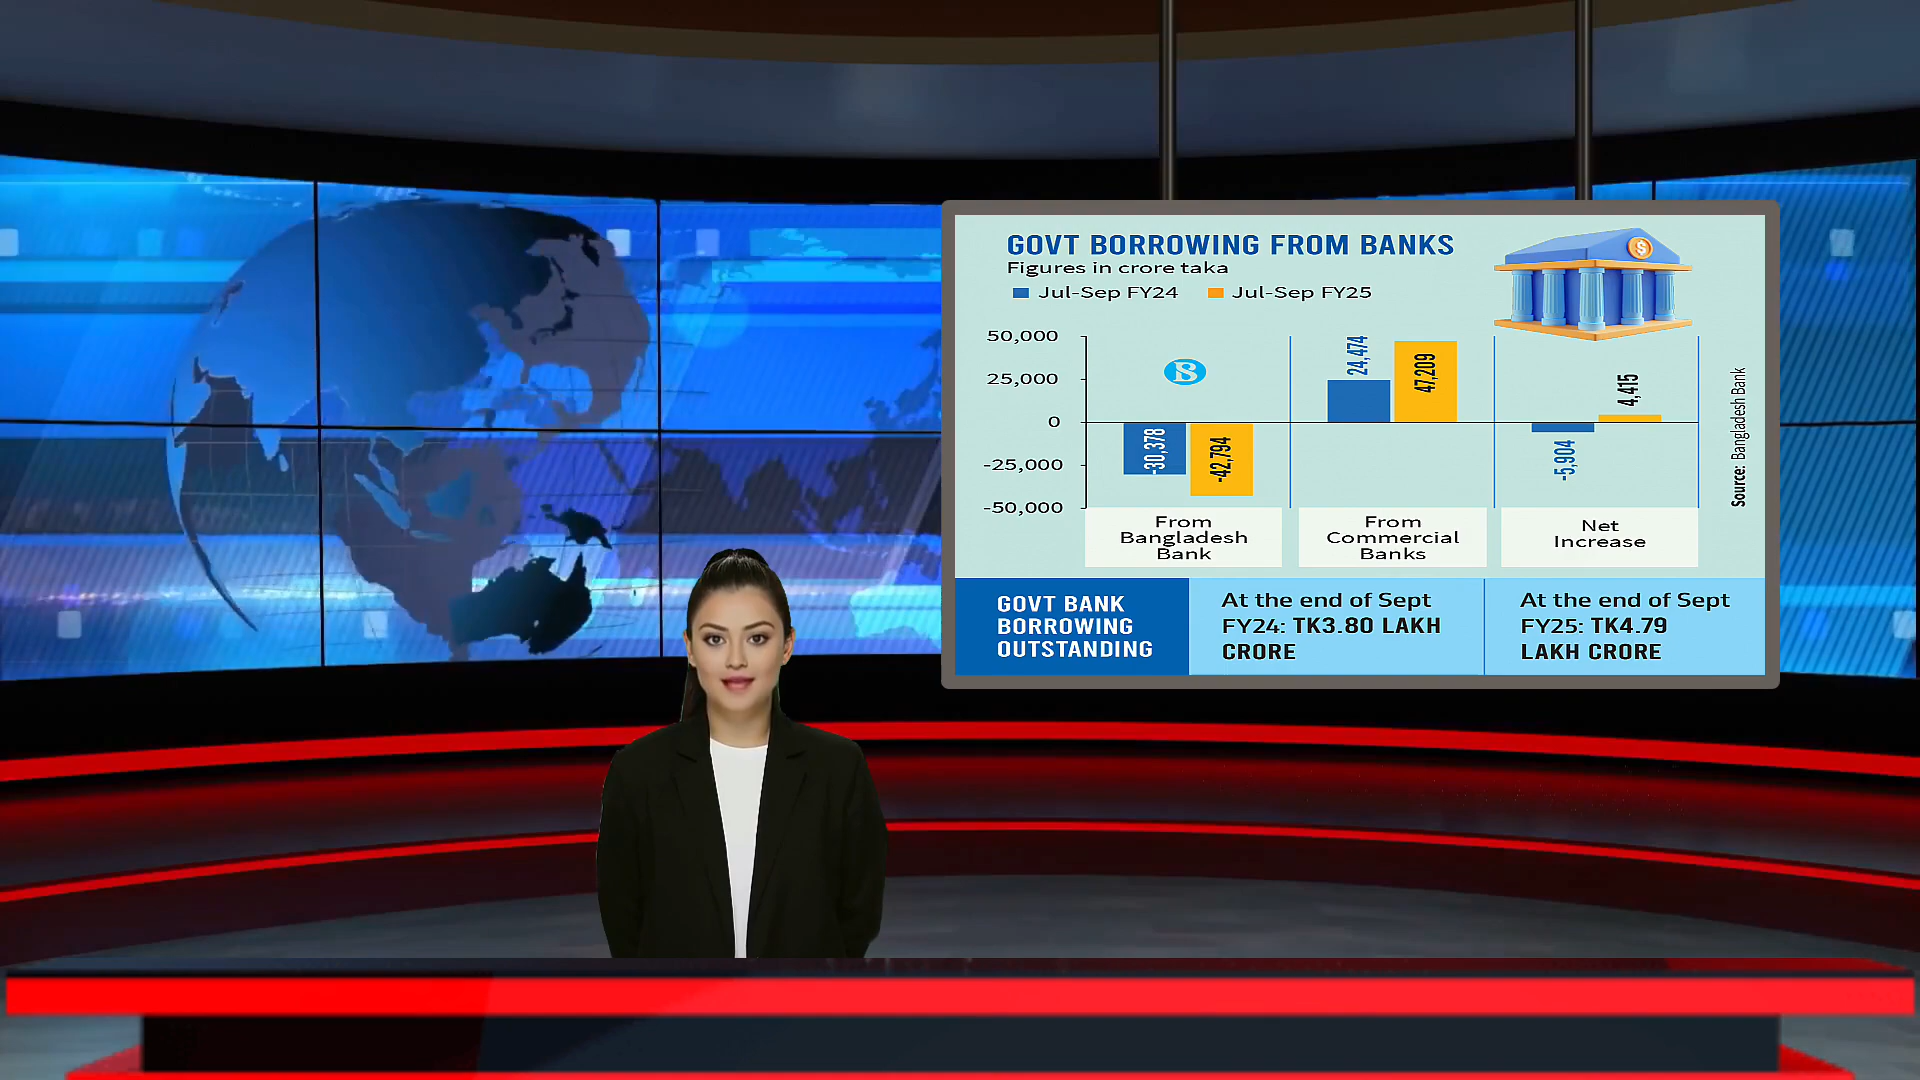 GOVT BORROWING FROM BANKS
Figures in crore taka
Jul-Sep FY24 Jul-Sep FY25
50,000
25,000
0
-25,000
-50,000
-30,378
-42,794
24,474
47,209
-5,904
4,415
From
Bangladesh
Bank
From
Commercial
Banks
Net
Increase
Source: Bangladesh Bank
GOVT BANK
BORROWING
OUTSTANDING
At the end of Sept
FY24: TK3.80 LAKH
CRORE
At the end of Sept
FY25: TK4.79
LAKH CRORE